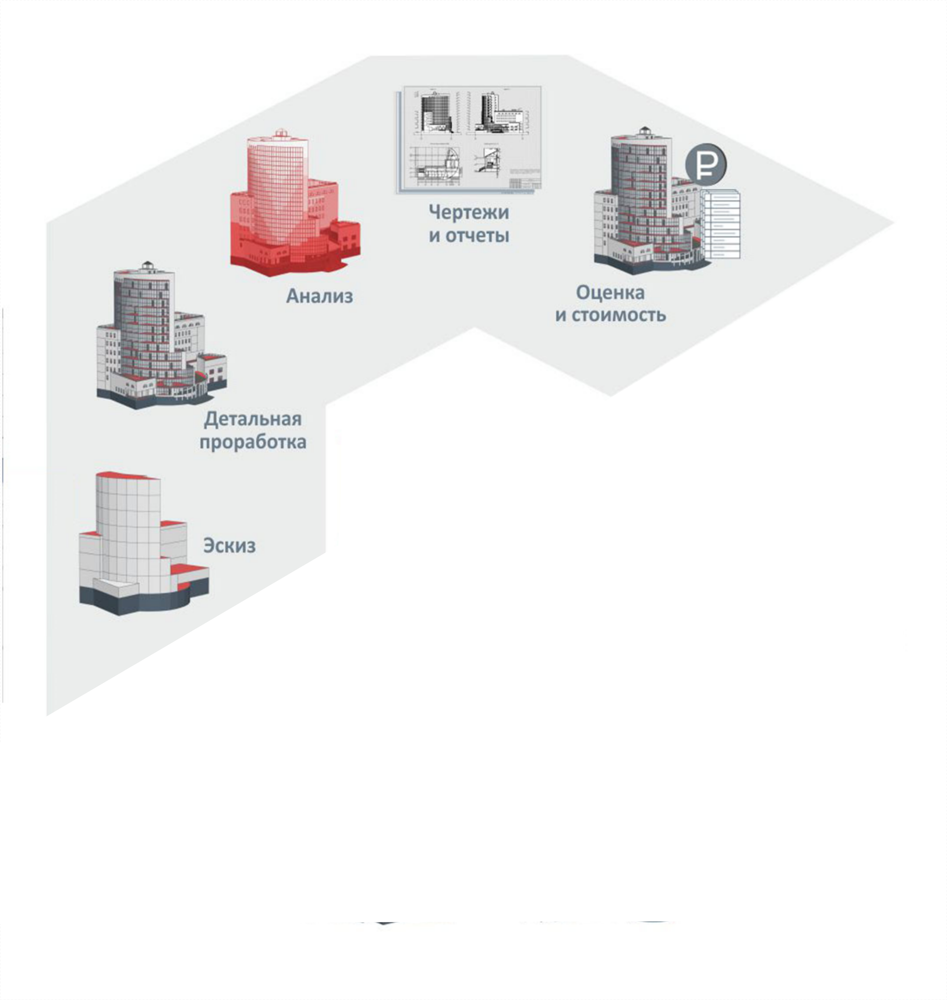 Чертежи
и отчеты
Анализ
Оценка
и стоимость
Детальная
проработка
Эскиз